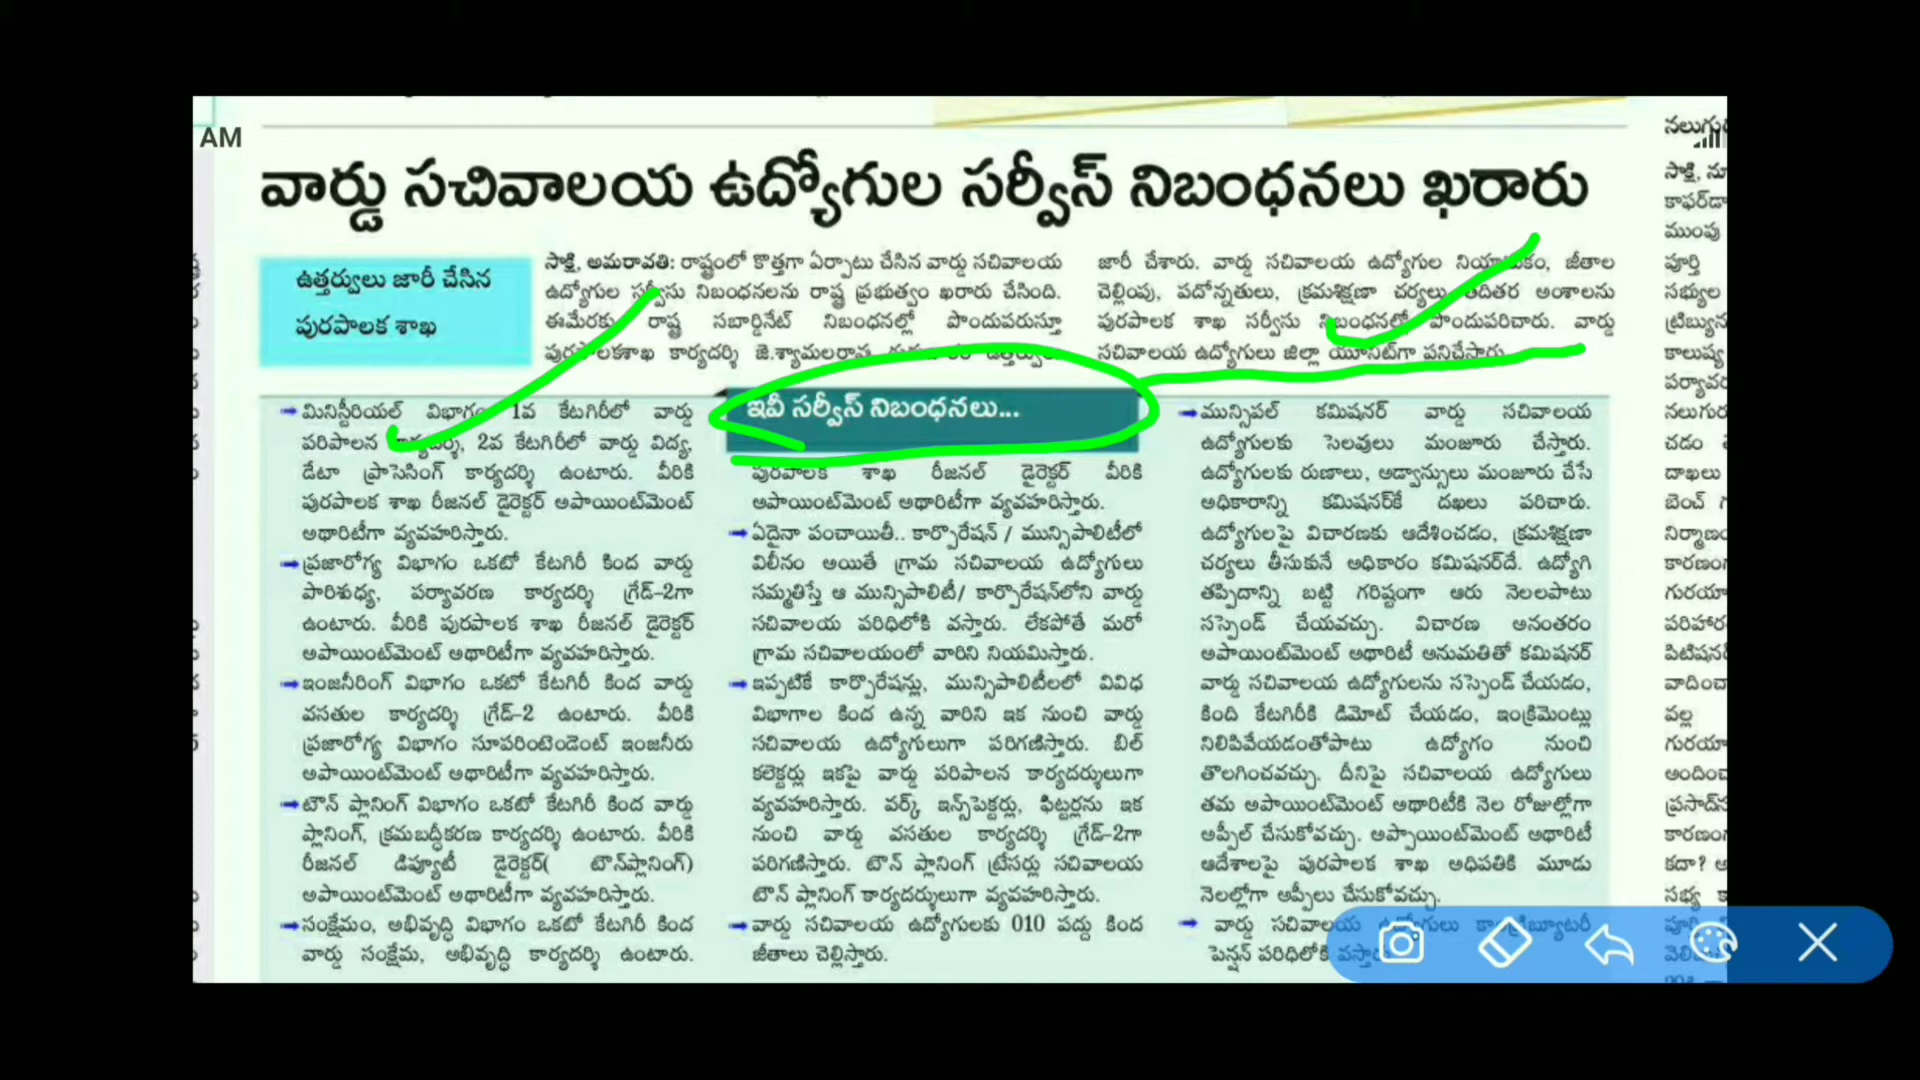 AM
వార్డు సచివాలయ ఉద్యోగుల సర్వీస్ నిబంధనలు ఖరారు
ఉత్తర్వులు జారీ చేసిన
పురపాలక శాఖ
సాక్షి, అమరావతి: రాష్ట్రంలో కొత్తగా ఏర్పాటు చేసిన వార్డు సచివాలయ
ఉద్యోగుల సర్వీసు నిబంధనలను రాష్ట్ర ప్రభుత్వం ఖరారు చేసింది.
ఈమేరకు రాష్ట్ర సబార్డినేట్ నిబంధనల్లో పొందుపరుస్తూ
పురపాలకశాఖ కార్యదర్శి జె.శ్యామలరావు
జారీ చేశారు. వార్డు సచివాలయ ఉద్యోగుల నియామకం, జీతాల
చెల్లింపు, పదోన్నతులు, క్రమశిక్షణా చర్యలు తదితర అంశాలను
పురపాలక శాఖ సర్వీసు నిబంధనల్లో పొందుపరిచారు. వార్డు
సచివాలయ ఉద్యోగులు జిల్లా యూనిట్‌గా పనిచేస్తారు
మినిస్టీరియల్ విభాగం 1వ కేటగిరీలో వార్డు
పరిపాలన కార్యదర్శి, 2వ కేటగిరీలో వార్డు విద్య,
డేటా ప్రాసెసింగ్ కార్యదర్శి ఉంటారు. వీరికి
పురపాలక శాఖ రీజనల్ డైరెక్టర్ అపాయింట్‌మెంట్
అథారిటీగా వ్యవహరిస్తారు.
ప్రజారోగ్య విభాగం ఒకటో కేటగిరీ కింద వార్డు
పారిశుధ్య, పర్యావరణ కార్యదర్శి గ్రేడ్–2గా
ఉంటారు. వీరికి పురపాలక శాఖ రీజనల్ డైరెక్టర్
అపాయింట్‌మెంట్ అథారిటీగా వ్యవహరిస్తారు.
ఇంజనీరింగ్ విభాగం ఒకటో కేటగిరీ కింద వార్డు
వసతుల కార్యదర్శి గ్రేడ్–2 ఉంటారు. వీరికి
ప్రజారోగ్య విభాగం సూపరింటెండెంట్ ఇంజనీరు
అపాయింట్‌మెంట్ అథారిటీగా వ్యవహరిస్తారు.
టౌన్ ప్లానింగ్ విభాగం ఒకటో కేటగిరీ కింద వార్డు
ప్లానింగ్, క్రమబద్ధీకరణ కార్యదర్శి ఉంటారు. వీరికి
రీజనల్ డిప్యూటీ డైరెక్టర్( టౌన్‌ప్లానింగ్)
అపాయింట్‌మెంట్ అథారిటీగా వ్యవహరిస్తారు.
సంక్షేమం, అభివృద్ధి విభాగం ఒకటో కేటగిరీ కింద
వార్డు సంక్షేమ, అభివృద్ధి కార్యదర్శి ఉంటారు.
ఇవీ సర్వీస్ నిబంధనలు...
పురపాలక శాఖ రీజనల్ డైరెక్టర్ వీరికి
అపాయింట్‌మెంట్ అథారిటీగా వ్యవహరిస్తారు.
ఏదైనా పంచాయితీ.. కార్పొరేషన్ / మున్సిపాలిటీలో
విలీనం అయితే గ్రామ సచివాలయ ఉద్యోగులు
సమ్మతిస్తే ఆ మున్సిపాలిటీ/ కార్పొరేషన్‌లోని వార్డు
సచివాలయ పరిధిలోకి వస్తారు. లేకపోతే మరో
గ్రామ సచివాలయంలో వారిని నియమిస్తారు.
ఇప్పటికే కార్పొరేషన్లు, మున్సిపాలిటీలలో వివిధ
విభాగాల కింద ఉన్న వారిని ఇక నుంచి వార్డు
సచివాలయ ఉద్యోగులుగా పరిగణిస్తారు. బిల్
కలెక్టర్లు ఇకపై వార్డు పరిపాలన కార్యదర్శులుగా
వ్యవహరిస్తారు. వర్క్ ఇన్‌స్పెక్టర్లు, ఫిట్టర్లను ఇక
నుంచి వార్డు వసతుల కార్యదర్శి గ్రేడ్–2గా
పరిగణిస్తారు. టౌన్ ప్లానింగ్ ట్రేసర్లు సచివాలయ
టౌన్ ప్లానింగ్ కార్యదర్శులుగా వ్యవహరిస్తారు.
వార్డు సచివాలయ ఉద్యోగులకు 010 పద్దు కింద
జీతాలు చెల్లిస్తారు.
మున్సిపల్ కమిషనర్ వార్డు సచివాలయ
ఉద్యోగులకు సెలవులు మంజూరు చేస్తారు.
ఉద్యోగులకు రుణాలు, అడ్వాన్సులు మంజూరు చేసే
అధికారాన్ని కమిషనర్‌కే దఖలు పరిచారు.
ఉద్యోగులపై విచారణకు ఆదేశించడం, క్రమశిక్షణా
చర్యలు తీసుకునే అధికారం కమిషనర్‌దే. ఉద్యోగి
తప్పిదాన్ని బట్టి గరిష్టంగా ఆరు నెలలపాటు
సస్పెండ్ చేయవచ్చు. విచారణ అనంతరం
అపాయింట్‌మెంట్ అథారిటీ అనుమతితో కమిషనర్
వార్డు సచివాలయ ఉద్యోగులను సస్పెండ్ చేయడం,
కింది కేటగిరీకి డిమోట్ చేయడం, ఇంక్రిమెంట్లు
నిలిపివేయడంతోపాటు ఉద్యోగం నుంచి
తొలగించవచ్చు. దీనిపై సచివాలయ ఉద్యోగులు
తమ అపాయింట్‌మెంట్ అథారిటీకి నెల రోజుల్లోగా
అప్పీల్ చేసుకోవచ్చు. అప్పాయింట్‌మెంట్ అథారిటీ
ఆదేశాలపై పురపాలక శాఖ అధిపతికి మూడు
నెలల్లోగా అప్పీలు చేసుకోవచ్చు.
వార్డు సచివాలయ ఉద్యోగులు కాంట్రిబ్యూటరీ
పెన్షన్ పరిధిలోకి వస్తారు
సాక్షి,
ముంపు
పూర్తి
సభ్యుల
కాలుష్య
దాఖలు
బెంచ్
వల్ల
కదా?
సభ్య